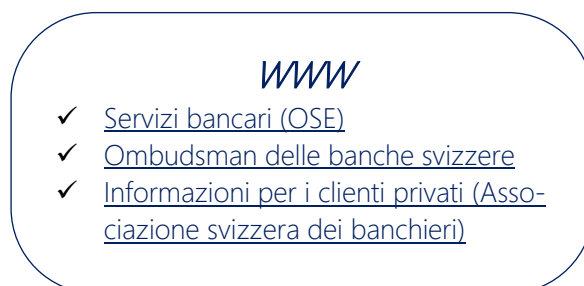 WWW
✓ Servizi bancari (OSE)
✓ Ombudsman delle banche svizzere
✓ Informazioni per i clienti privati (Asso-
ciazione svizzera dei banchieri)